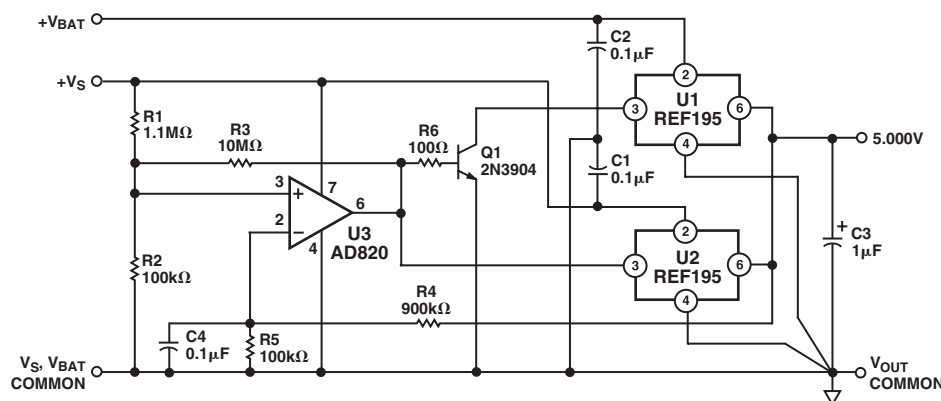 +VBAT
C2
0.1µF
2
+VS
U1
REF195
3
6
4
R1
1.1MΩ
R3
10MΩ
R6
100Ω
Q1
2N3904
5.000V
C1
0.1µF
3
+
7
6
2
–
4
U3
AD820
2
U2
REF195
3
6
4
+
C3
1µF
R2
100kΩ
R4
900kΩ
C4
0.1µF
R5
100kΩ
VS, VBAT
COMMON
VOUT
COMMON